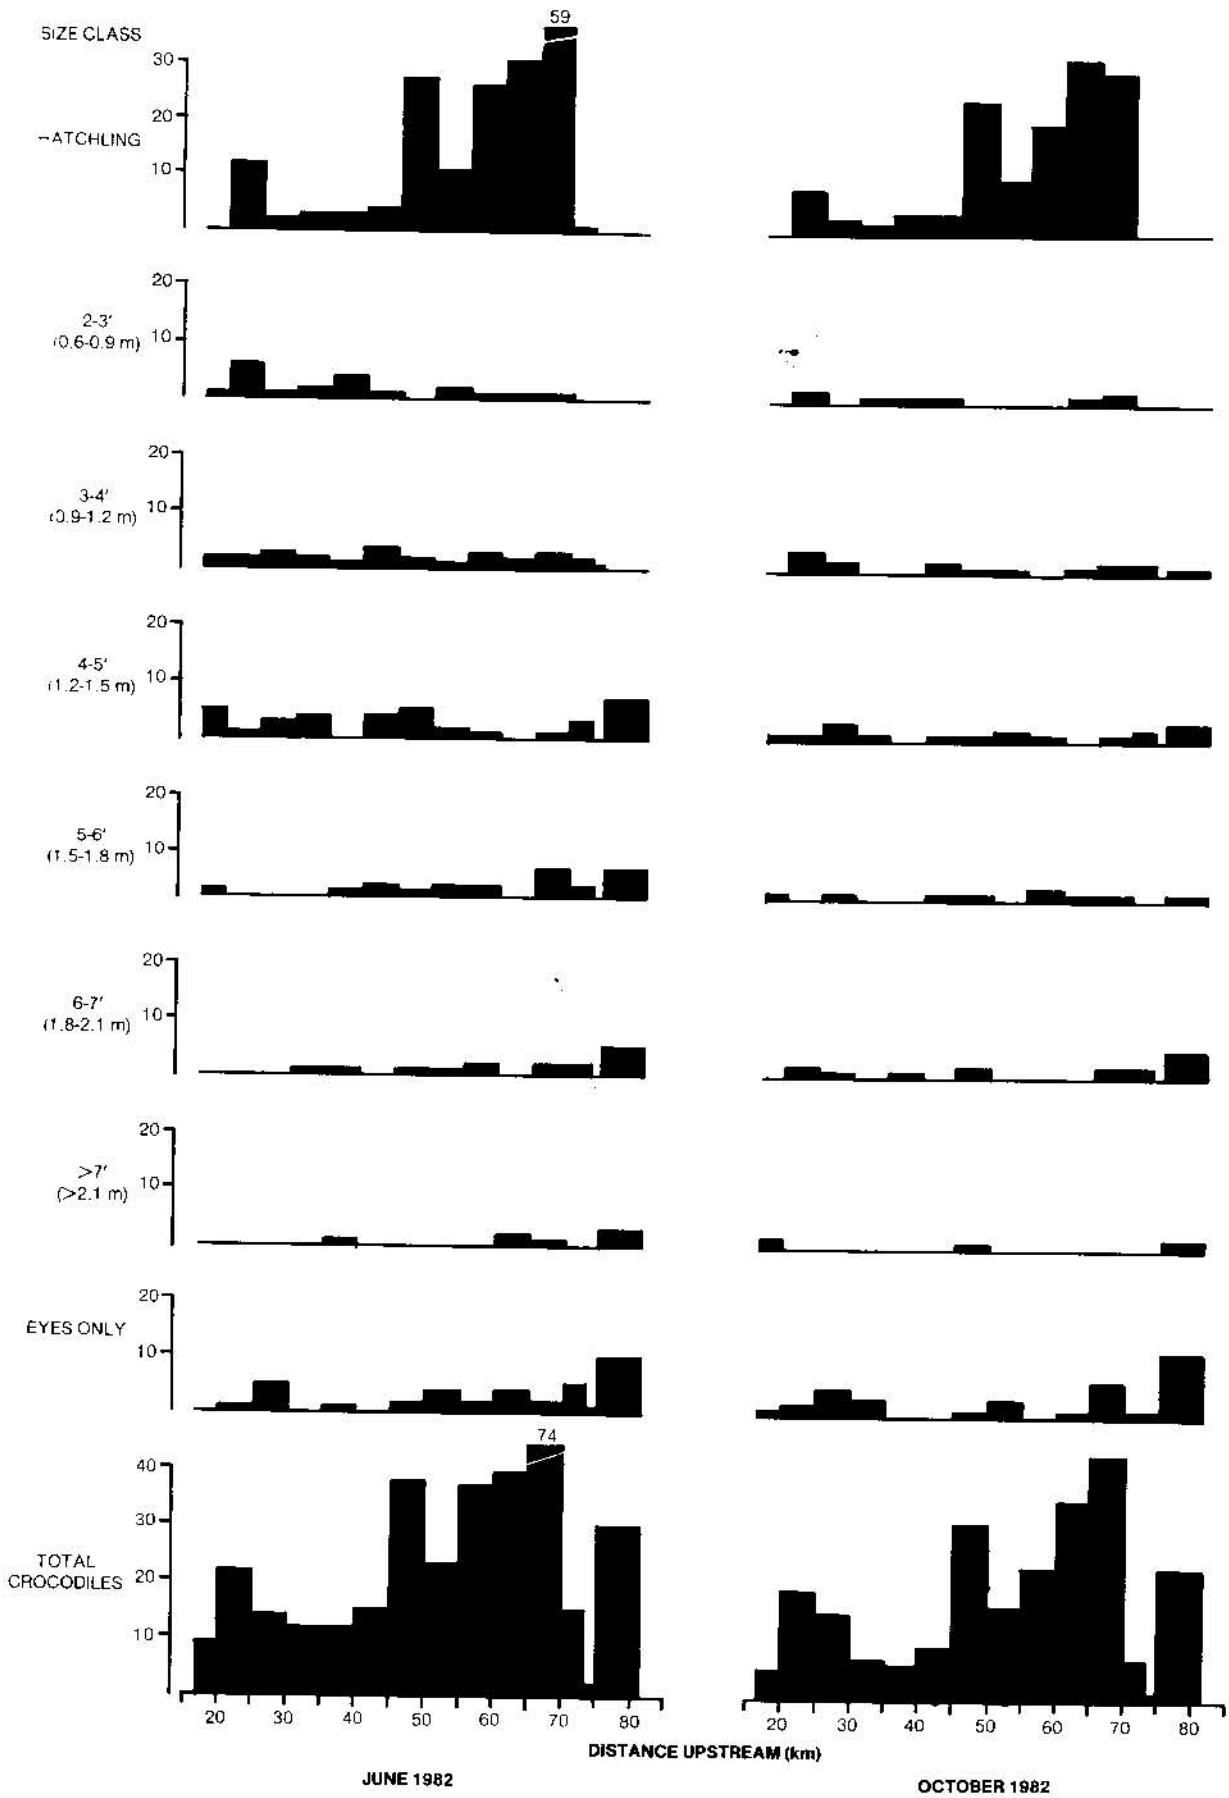 59
SIZE CLASS
30
20
-ATCHLING
10
20
2-3'
(0.6-0.9 m)
10
20
3-4'
(0.9-1.2 m)
10
20
4-5'
(1.2-1.5 m)
10
20
5-6'
(1.5-1.8 m)
10
20
6-7'
(1.8-2.1 m)
10
20
>7'
(>2.1 m)
10
20
EYES ONLY
10
74
40
30
TOTAL
CROCODILES
20
10
20 30 40 50 60 70 80
20 30 40 50 60 70 80
DISTANCE UPSTREAM (km)
JUNE 1982
OCTOBER 1982